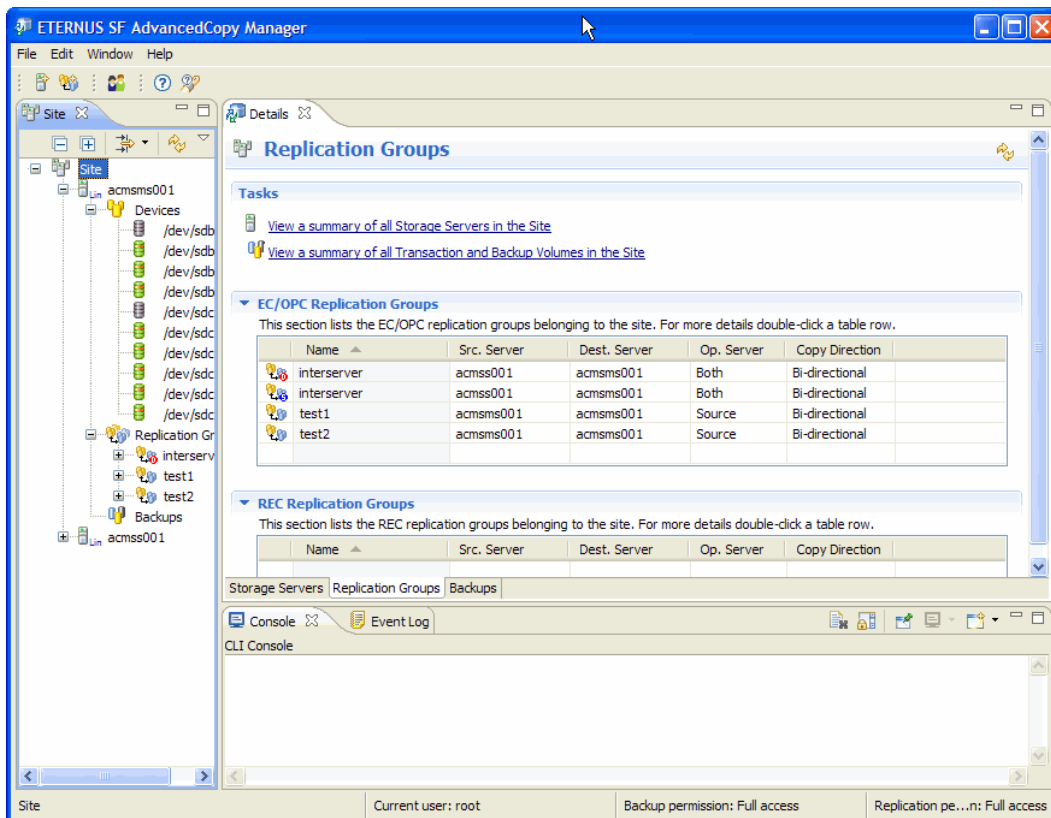 ETERNUS SF AdvancedCopy Manager
File Edit Window Help
Site
Details
Site
acmsms001
Lin
Devices
/dev/sdb
/dev/sdb
/dev/sdb
/dev/sdb
/dev/sdc
/dev/sdc
/dev/sdc
/dev/sdc
/dev/sdc
/dev/sdc
Replication Gr
interserv
test1
test2
Backups
acmss001
Lin
Replication Groups
Tasks
View a summary of all Storage Servers in the Site
View a summary of all Transaction and Backup Volumes in the Site
EC/OPC Replication Groups
This section lists the EC/OPC replication groups belonging to the site. For more details double-click a table row.
Name Src. Server Dest. Server Op. Server Copy Direction
interserver acmss001 acmsms001 Both Bi-directional
interserver acmss001 acmsms001 Both Bi-directional
test1 acmsms001 acmsms001 Source Bi-directional
test2 acmsms001 acmsms001 Source Bi-directional
REC Replication Groups
This section lists the REC replication groups belonging to the site. For more details double-click a table row.
Name Src. Server Dest. Server Op. Server Copy Direction
Storage Servers Replication Groups Backups
Console Event Log
CLI Console
Site Current user: root Backup permission: Full access Replication pe...n: Full access